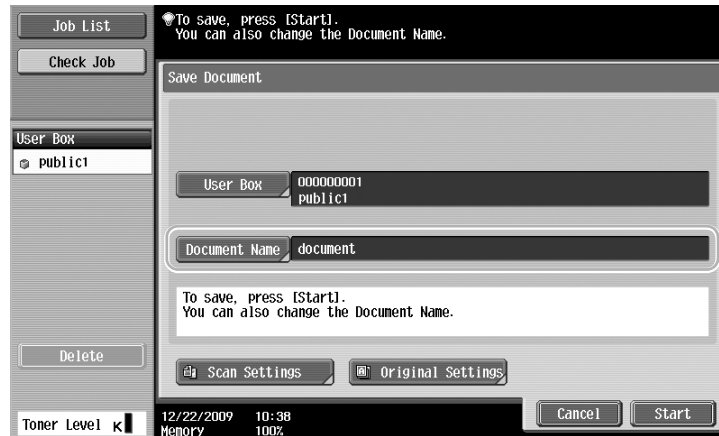 Job List
Check Job
User Box
public1
Delete
Toner Level K
To save, press [Start].
You can also change the Document Name.
Save Document
User Box
000000001
public1
Document Name
document
To save, press [Start].
You can also change the Document Name.
Scan Settings
Original Settings
Cancel
Start
12/22/2009 10:38
Memory 100%